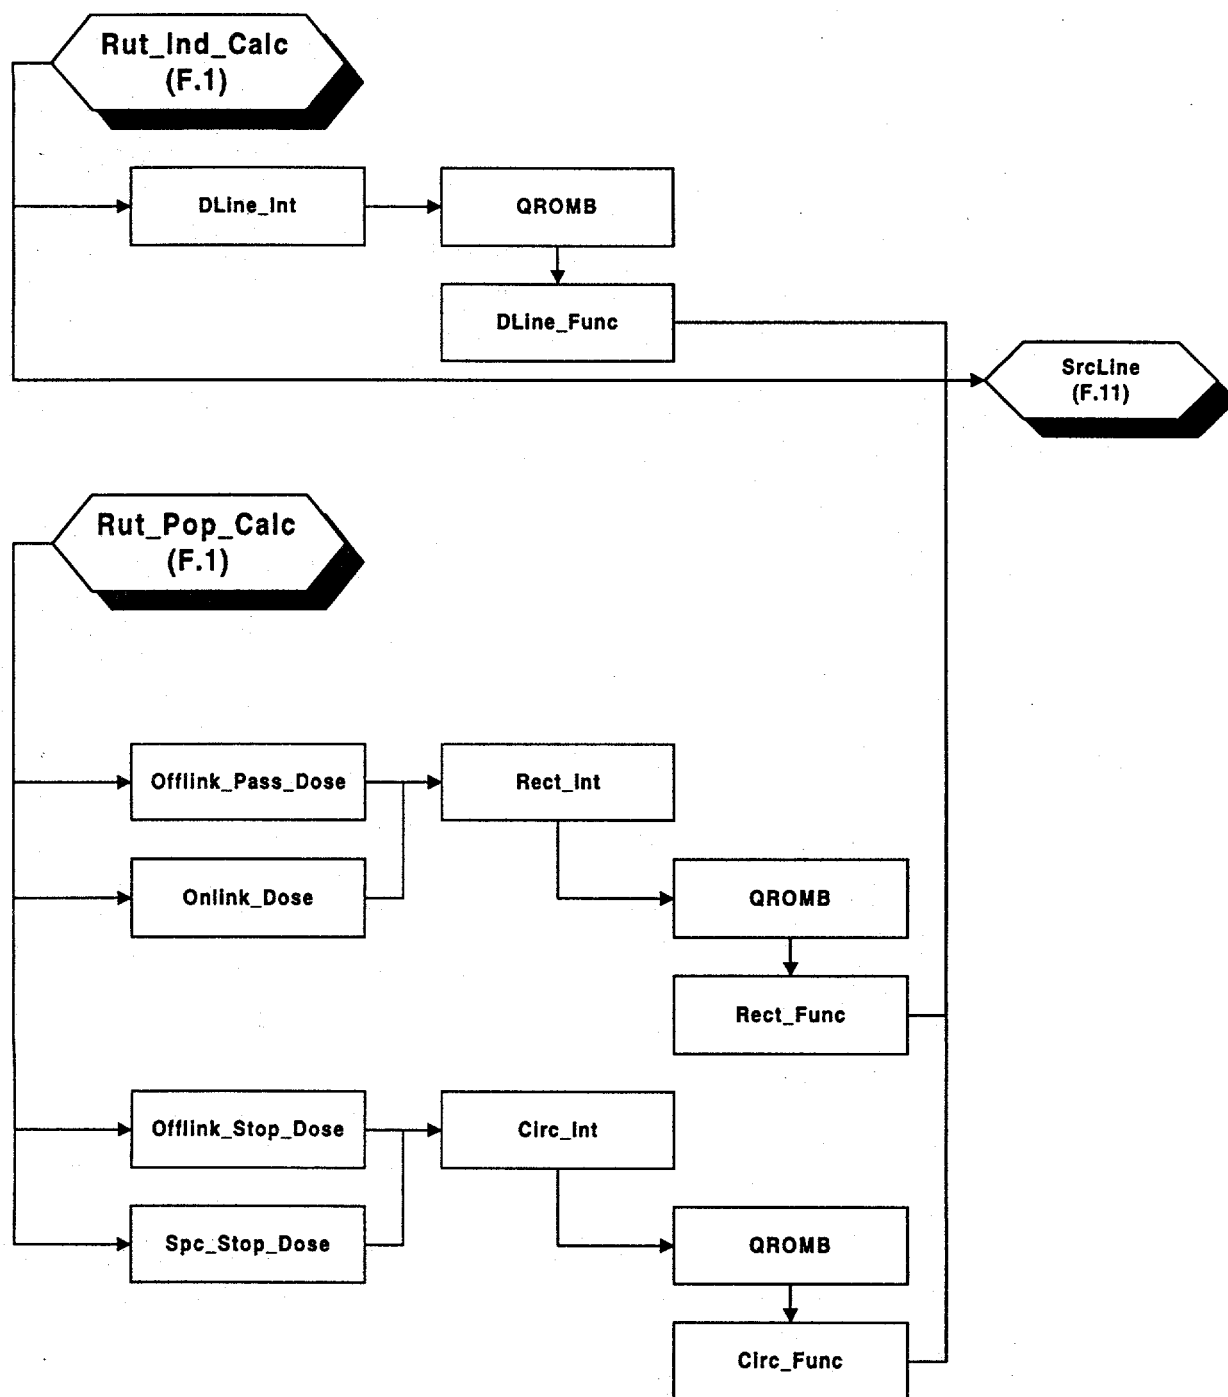 Rut_Ind_Calc
(F.1)
DLine_Int
QROMB
DLine_Func
SrcLine
(F.11)
Rut_Pop_Calc
(F.1)
Offlink_Pass_Dose
Rect_Int
Onlink_Dose
QROMB
Rect_Func
Offlink_Stop_Dose
Circ_Int
Spc_Stop_Dose
QROMB
Circ_Func